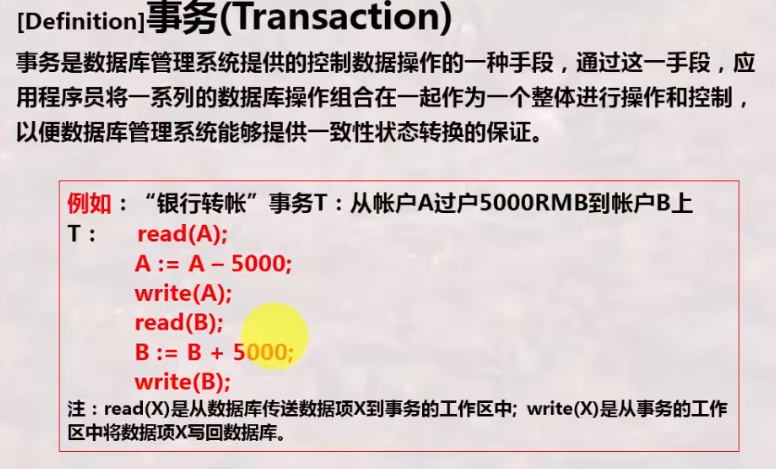 [Definition]事务(Transaction)
事务是数据库管理系统提供的控制数据操作的一种手段，通过这一手段，应
用程序员将一系列的数据库操作组合在一起作为一个整体进行操作和控制，
以便数据库管理系统能够提供一致性状态转换的保证。
例如：“银行转帐”事务T：从帐户A过户5000RMB到帐户B上
T： read(A);
A := A – 5000;
write(A);
read(B);
B := B + 5000;
write(B);
注：read(X)是从数据库传送数据项X到事务的工作区中; write(X)是从事务的工作
区中将数据项X写回数据库。